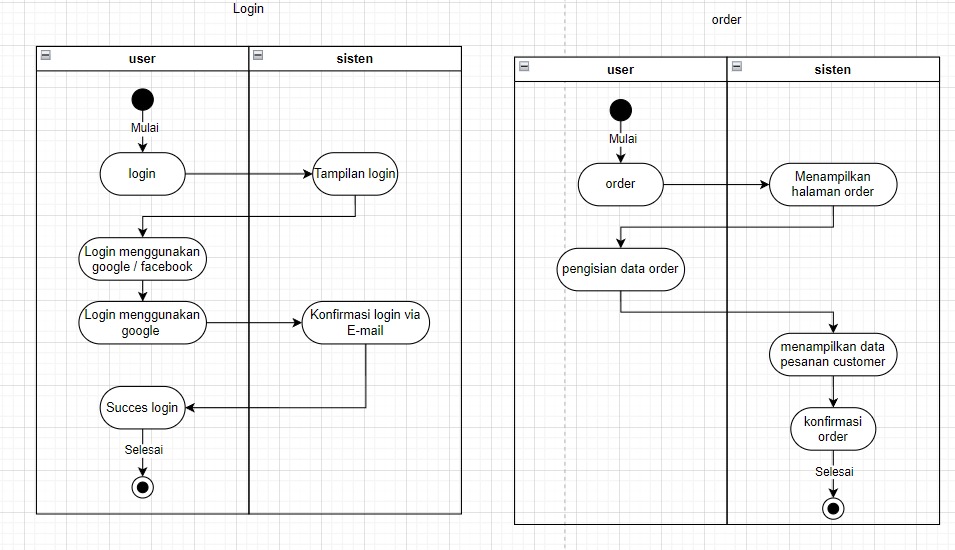 Login
user
sisten
Mulai
login
Tampilan login
Login menggunakan
google / facebook
Login menggunakan
google
Konfirmasi login via
E-mail
Succes login
Selesai
order
user
sisten
Mulai
order
Menampilkan
halaman order
pengisian data order
menampilkan data
pesanan customer
konfirmasi
order
Selesai